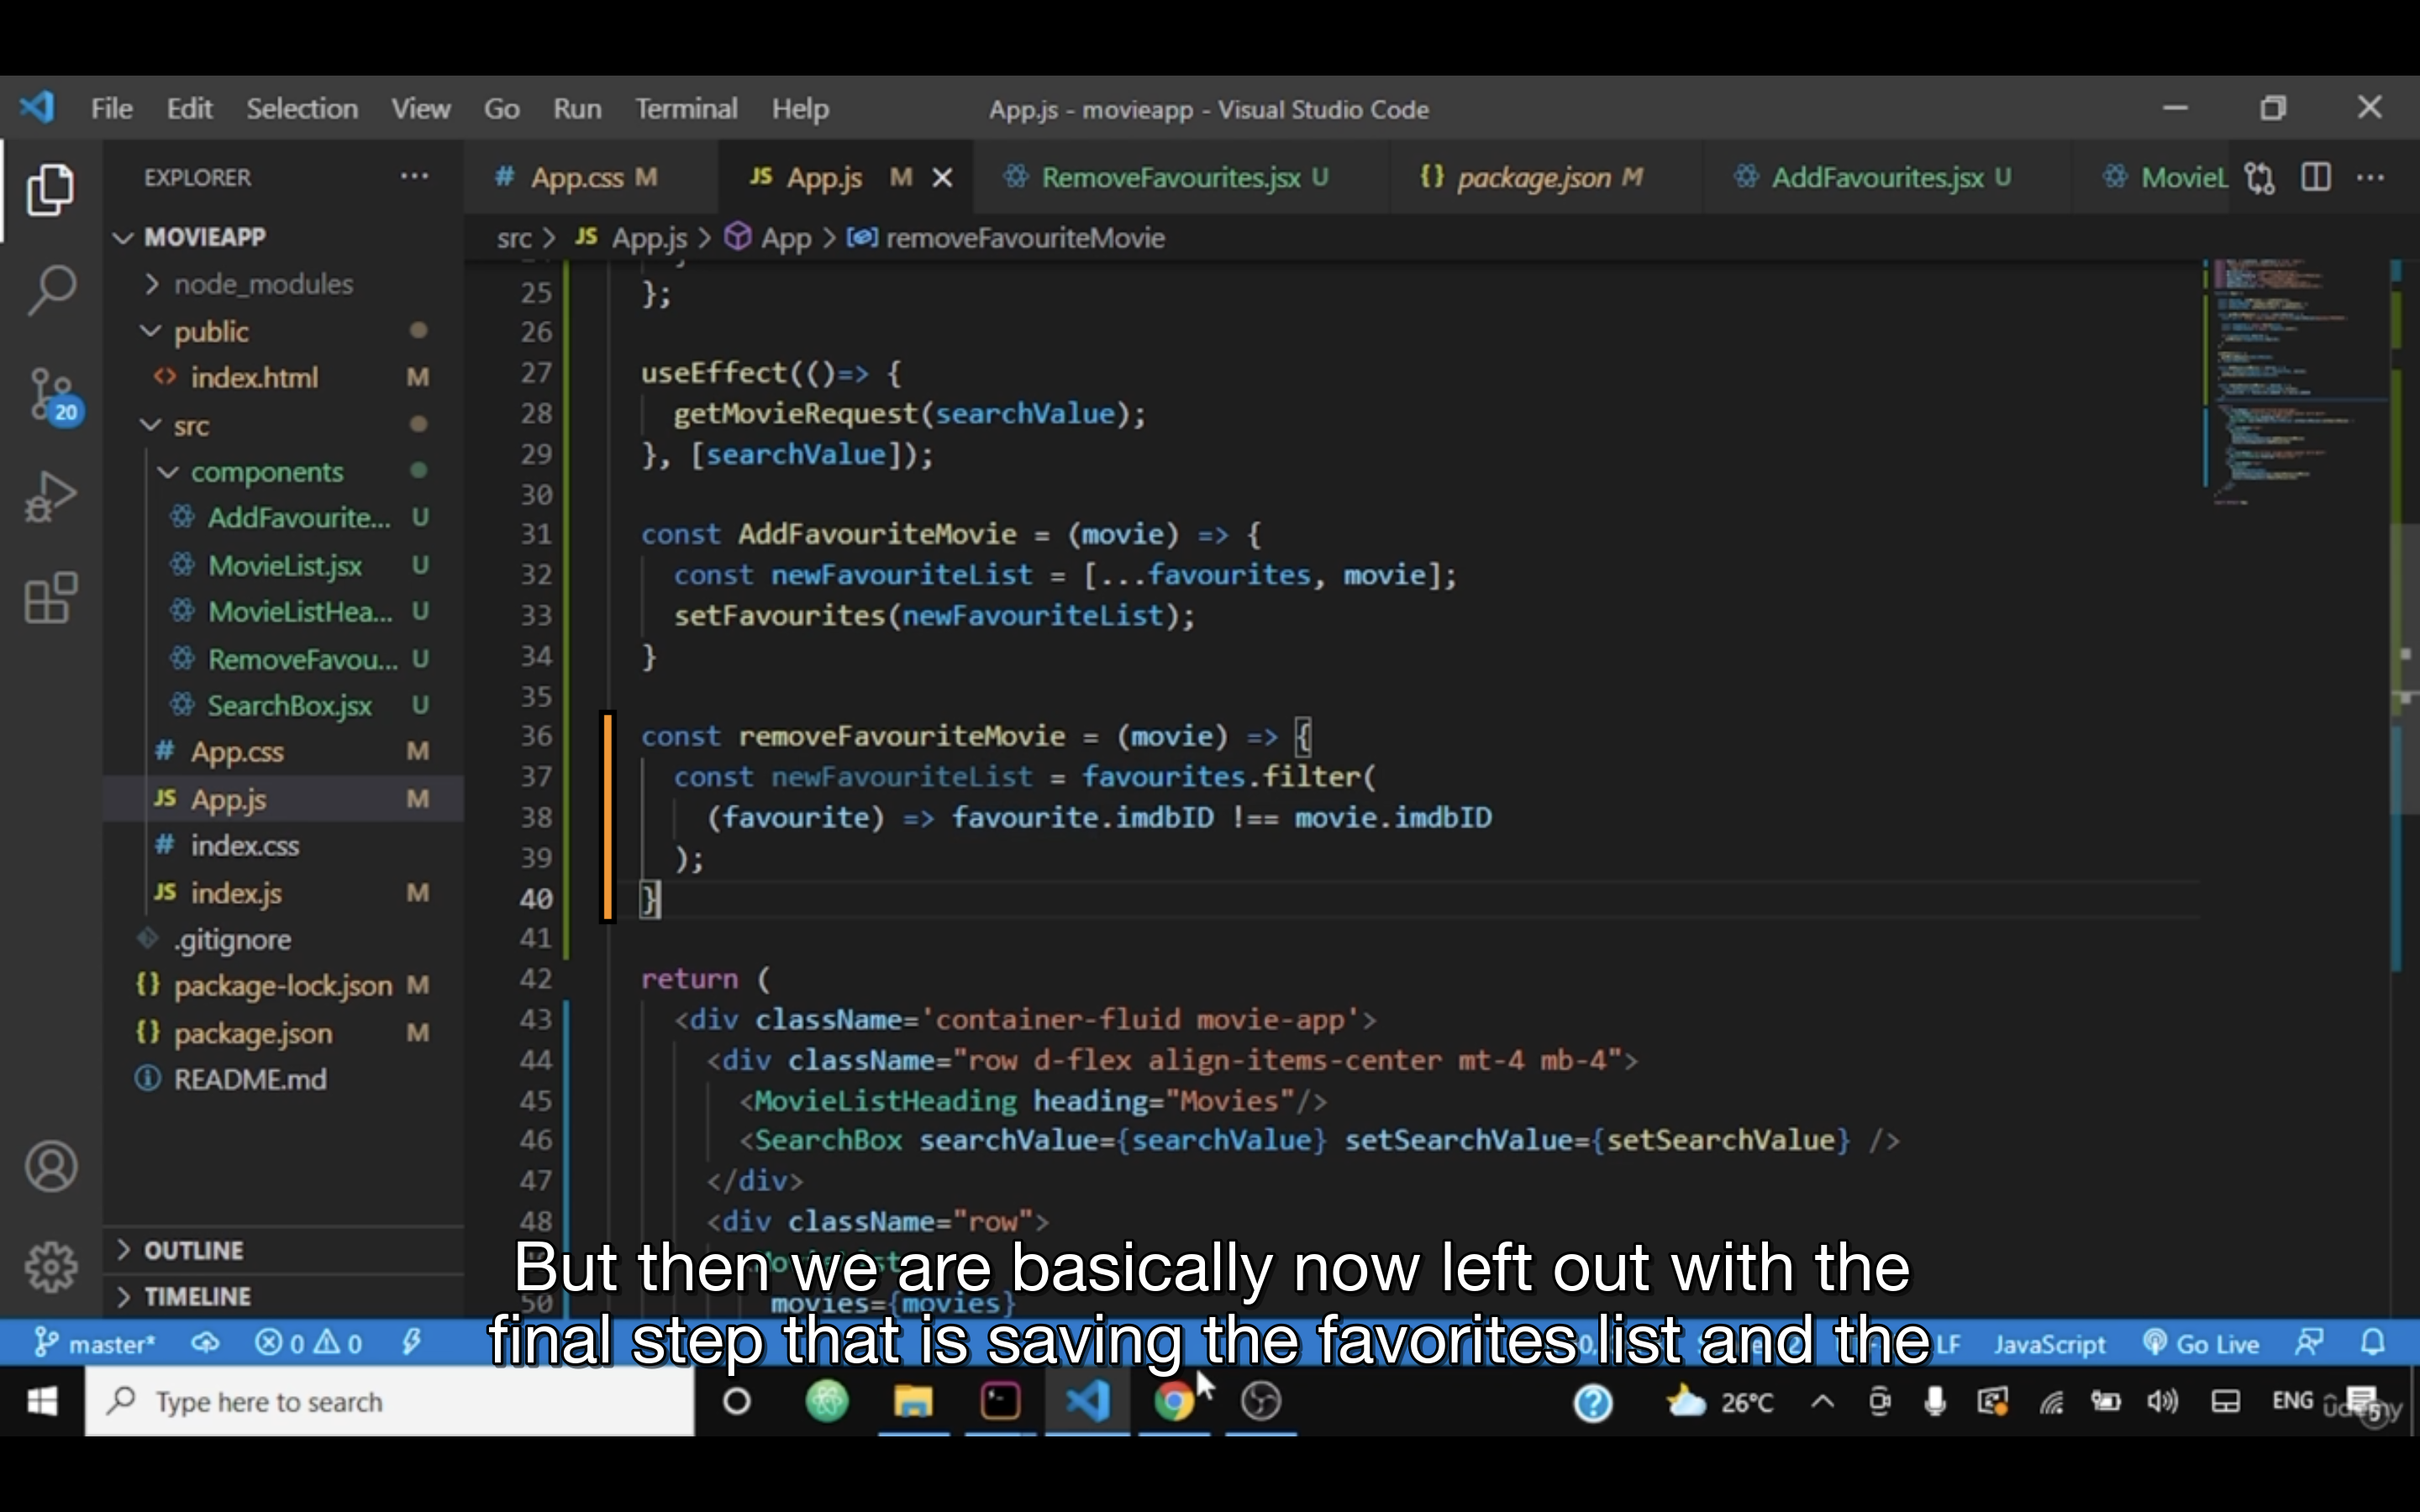 File Edit Selection View Go Run Terminal Help App.js - movieapp - Visual Studio Code
EXPLORER
# App.css M JS App.js M RemoveFavourites.jsx U {} package.json M AddFavourites.jsx U MovieL
MOVIEAPP
src > JS App.js > App > removeFavouriteMovie
node_modules
public
<> index.html M
src
components
AddFavourite... U
MovieList.jsx U
MovieListHea... U
RemoveFavou... U
SearchBox.jsx U
# App.css M
JS App.js M
# index.css
JS index.js M
.gitignore
{} package-lock.json M
{} package.json M
README.md
OUTLINE
TIMELINE
20
25 };
26
27 useEffect(()=> {
28 getMovieRequest(searchValue);
29 }, [searchValue]);
30
31 const AddFavouriteMovie = (movie) => {
32 const newFavouriteList = [...favourites, movie];
33 setFavourites(newFavouriteList);
34 }
35
36 const removeFavouriteMovie = (movie) => {
37 const newFavouriteList = favourites.filter(
38 (favourite) => favourite.imdbID !== movie.imdbID
39 );
40 }
41
42 return (
43 <div className='container-fluid movie-app'>
44 <div className="row d-flex align-items-center mt-4 mb-4">
45 <MovieListHeading heading="Movies"/>
46 <SearchBox searchValue={searchValue} setSearchValue={setSearchValue} />
47 </div>
48 <div className="row">
50 movies={movies}
But then we are basically now left out with the
final step that is saving the favorites list and the
master* 0 0 LF JavaScript Go Live
Type here to search 26°C ENG 5
udemy